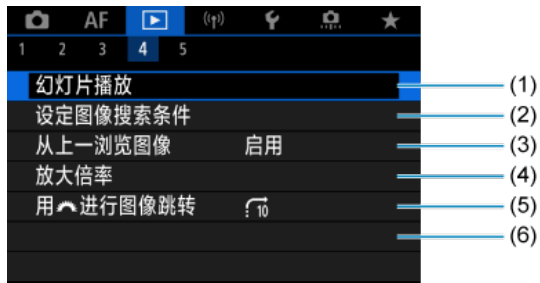 AF
1 2 3 4 5
幻灯片播放 (1)
设定图像搜索条件 (2)
从上一浏览图像 启用 (3)
放大倍率 (4)
用进行图像跳转 10 (5)
(6)